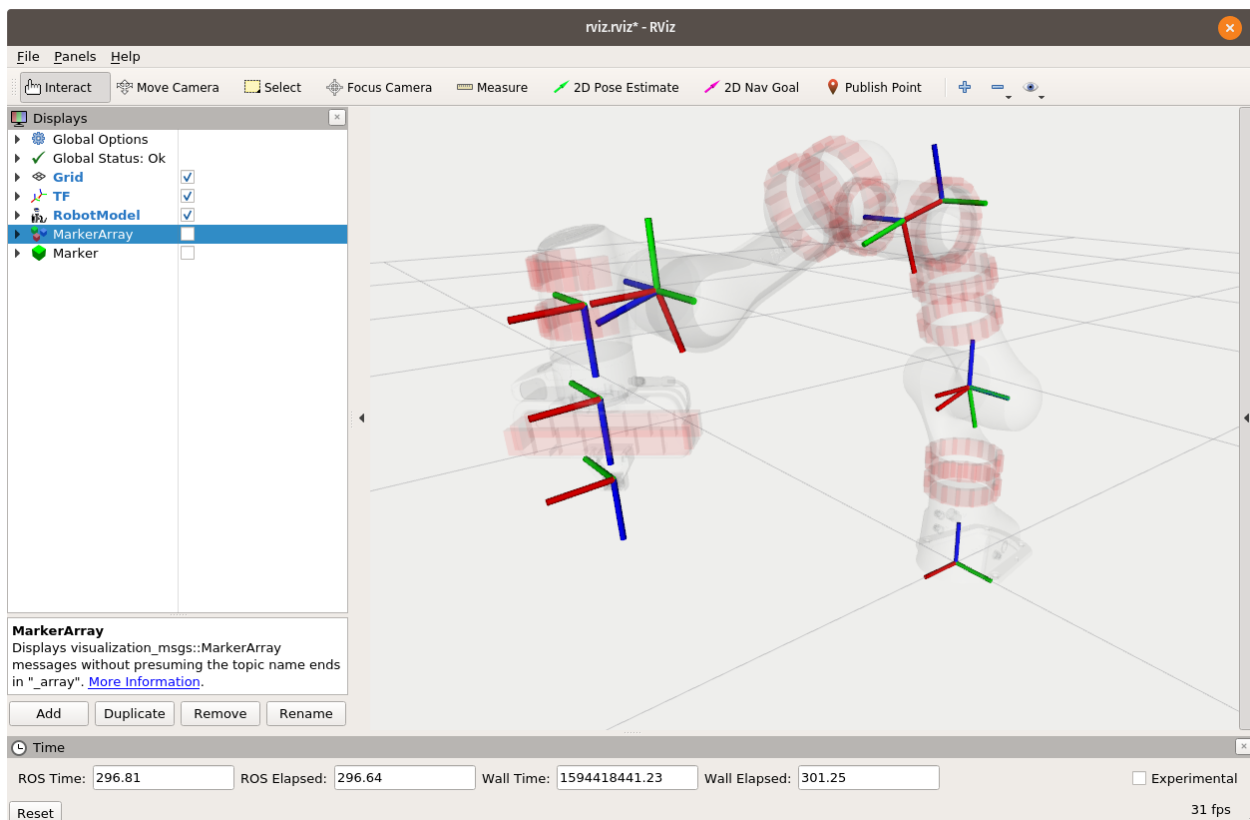 rviz.rviz* - RViz
File Panels Help
Interact Move Camera Select Focus Camera Measure 2D Pose Estimate 2D Nav Goal Publish Point
Displays
Global Options
Global Status: Ok
Grid
TF
RobotModel
MarkerArray
Marker
MarkerArray
Displays visualization_msgs::MarkerArray
messages without presuming the topic name ends
in "_array". More Information.
Add Duplicate Remove Rename
Time
ROS Time: 296.81 ROS Elapsed: 296.64 Wall Time: 1594418441.23 Wall Elapsed: 301.25 Experimental
Reset 31 fps